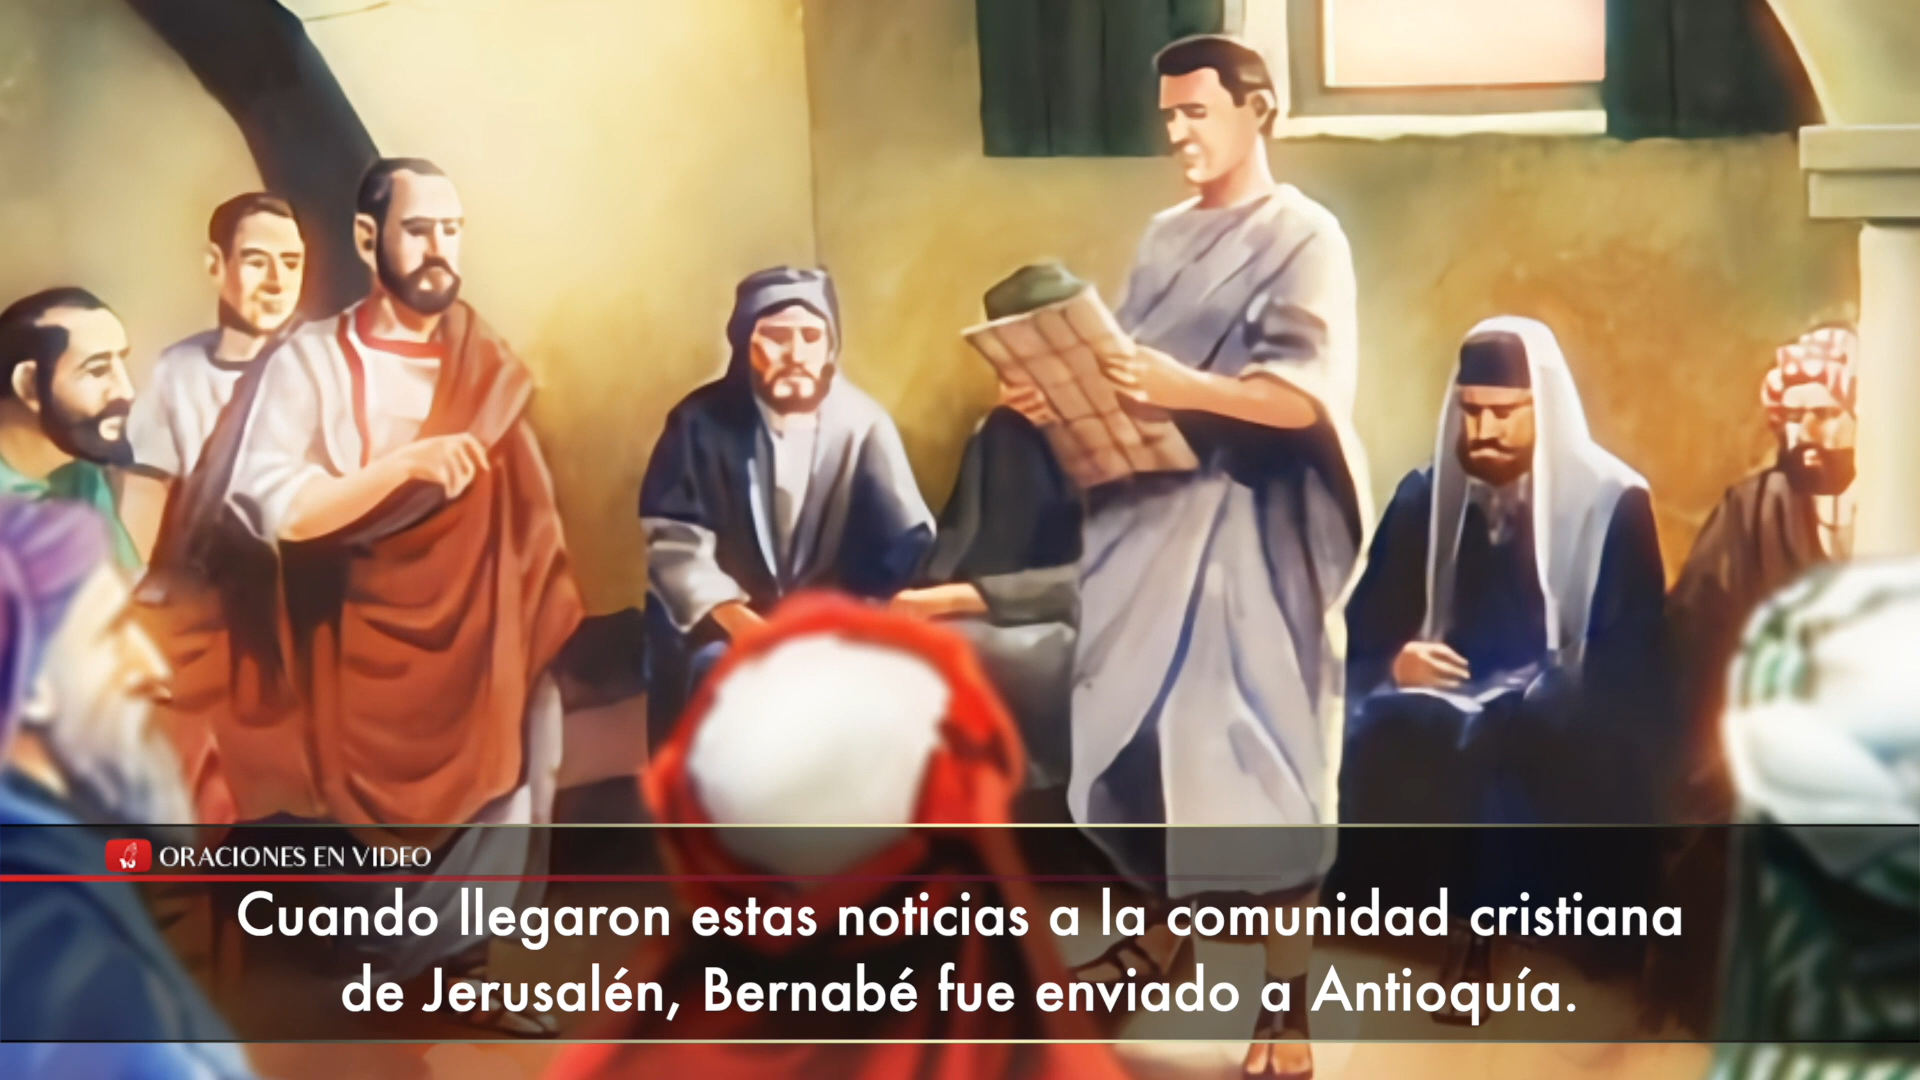 ORACIONES EN VIDEO
Cuando llegaron estas noticias a la comunidad cristiana
de Jerusalén, Bernabé fue enviado a Antioquía.